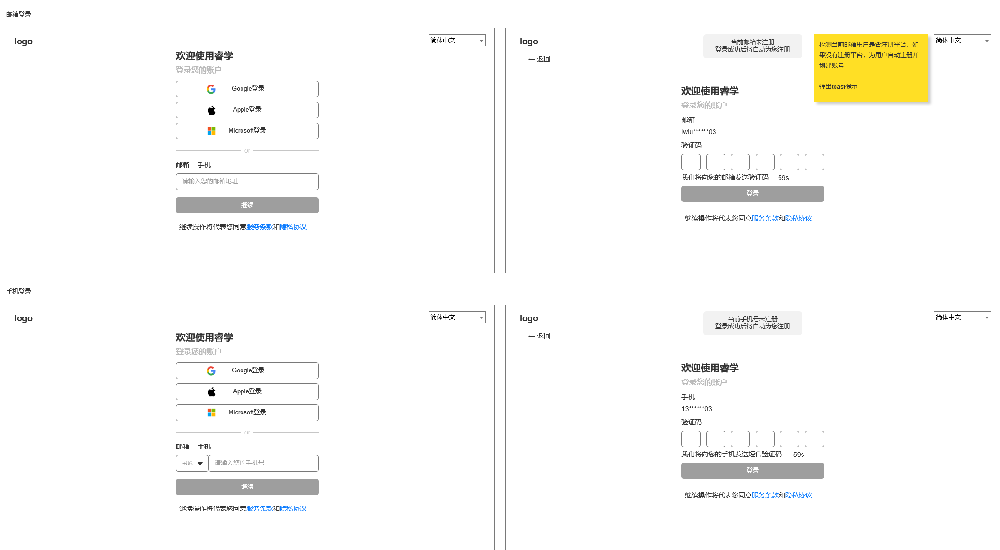 邮箱登录
logo
简体中文
欢迎使用睿学
登录您的账户
Google登录
Apple登录
Microsoft登录
or
邮箱 手机
请输入您的邮箱地址
继续
继续操作将代表您同意服务条款和隐私协议
logo
当前邮箱未注册
登录成功后将自动为您注册
检测当前邮箱用户是否注册平台，如
果没有注册平台，为用户自动注册并
创建账号
弹出toast提示
简体中文
← 返回
欢迎使用睿学
登录您的账户
邮箱
iwlu******03
验证码
我们将向您的邮箱发送验证码 59s
登录
继续操作将代表您同意服务条款和隐私协议
手机登录
logo
简体中文
欢迎使用睿学
登录您的账户
Google登录
Apple登录
Microsoft登录
or
邮箱 手机
+86 请输入您的手机号
继续
继续操作将代表您同意服务条款和隐私协议
logo
当前手机号未注册
登录成功后将自动为您注册
简体中文
← 返回
欢迎使用睿学
登录您的账户
手机
13******03
验证码
我们将向您的手机发送短信验证码 59s
登录
继续操作将代表您同意服务条款和隐私协议